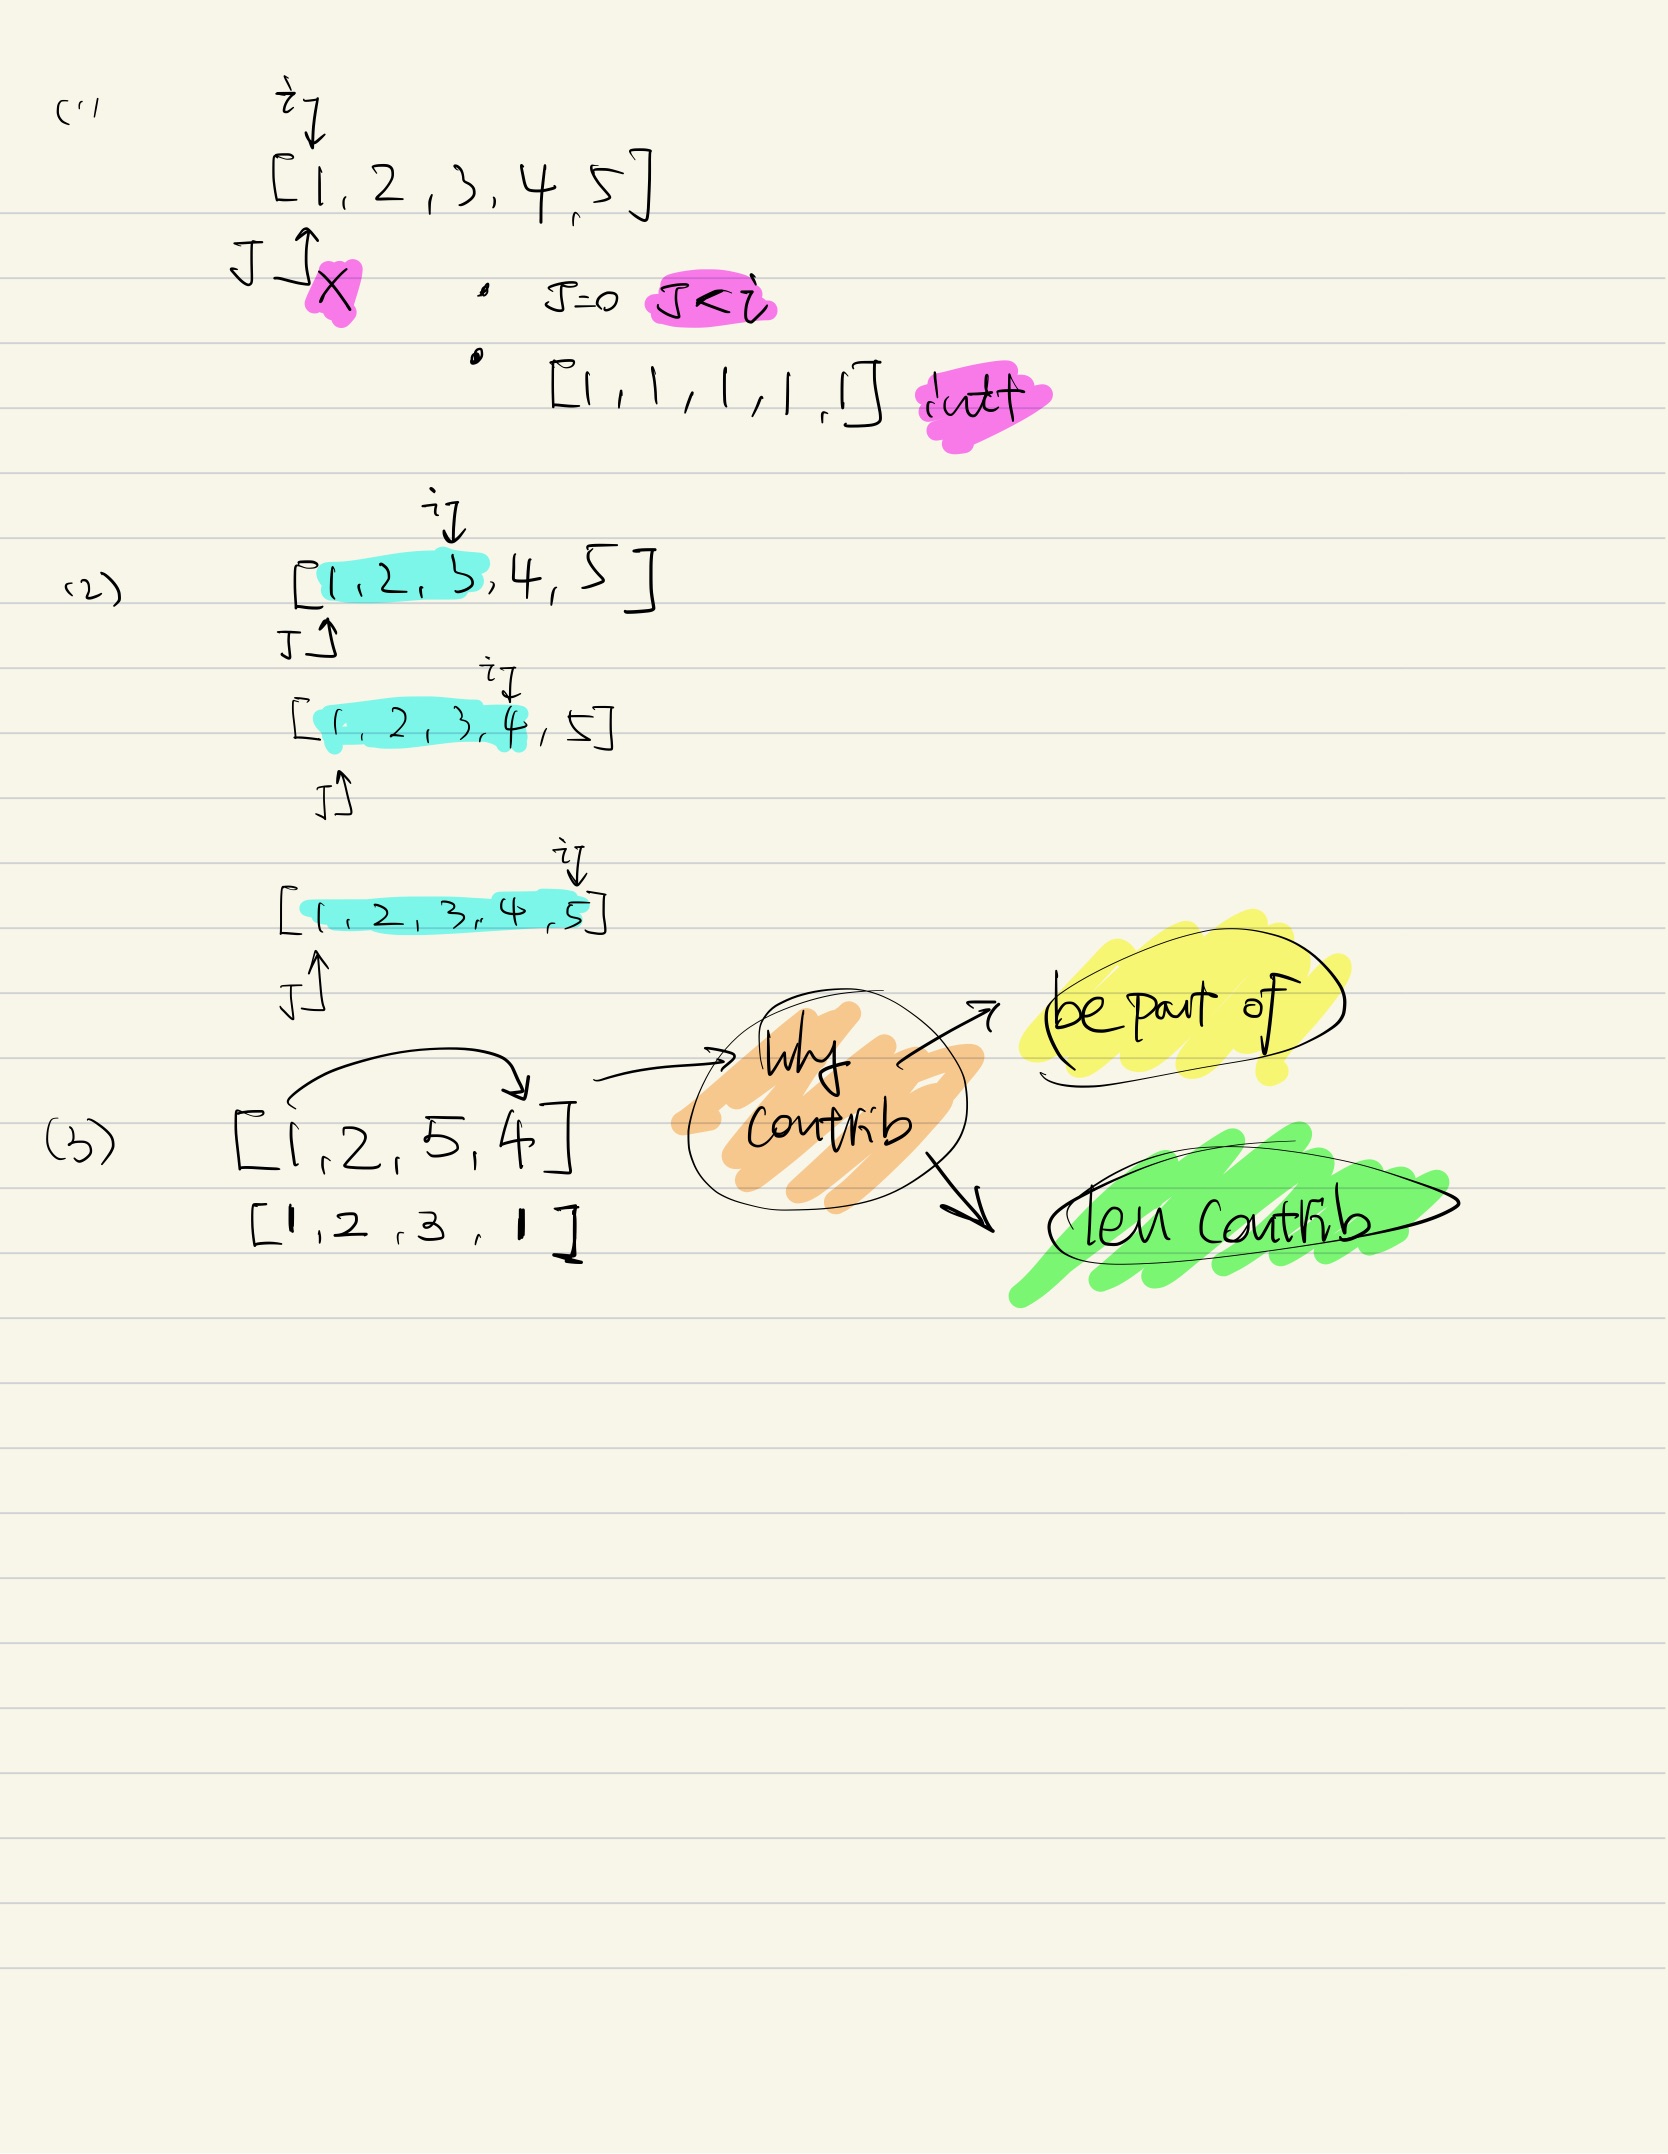 (1)
i
[1, 2, 3, 4, 5]
J X
• J=0 J<i
• [1, 1, 1, 1, 1]
i
(2) [1, 2, 3, 4, 5]
J
i
[1, 2, 3, 4, 5]
J
i
[1, 2, 3, 4, 5]
J
(3) [1, 2, 5, 4]
[1, 2, 3, 1]
Why
contrib
be part of
len contrib